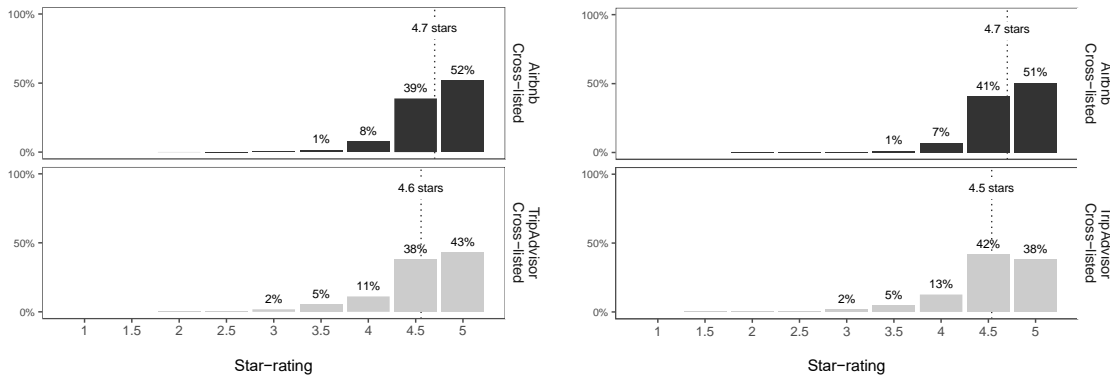 100%
50%
0%
4.7 stars
1%
8%
39%
52%
Airbnb
Cross−listed
100%
50%
0%
4.6 stars
2%
5%
11%
38%
43%
TripAdvisor
Cross−listed
1 1.5 2 2.5 3 3.5 4 4.5 5
Star−rating
100%
50%
0%
4.7 stars
1%
7%
41%
51%
Airbnb
Cross−listed
100%
50%
0%
4.5 stars
2%
5%
13%
42%
38%
TripAdvisor
Cross−listed
1 1.5 2 2.5 3 3.5 4 4.5 5
Star−rating